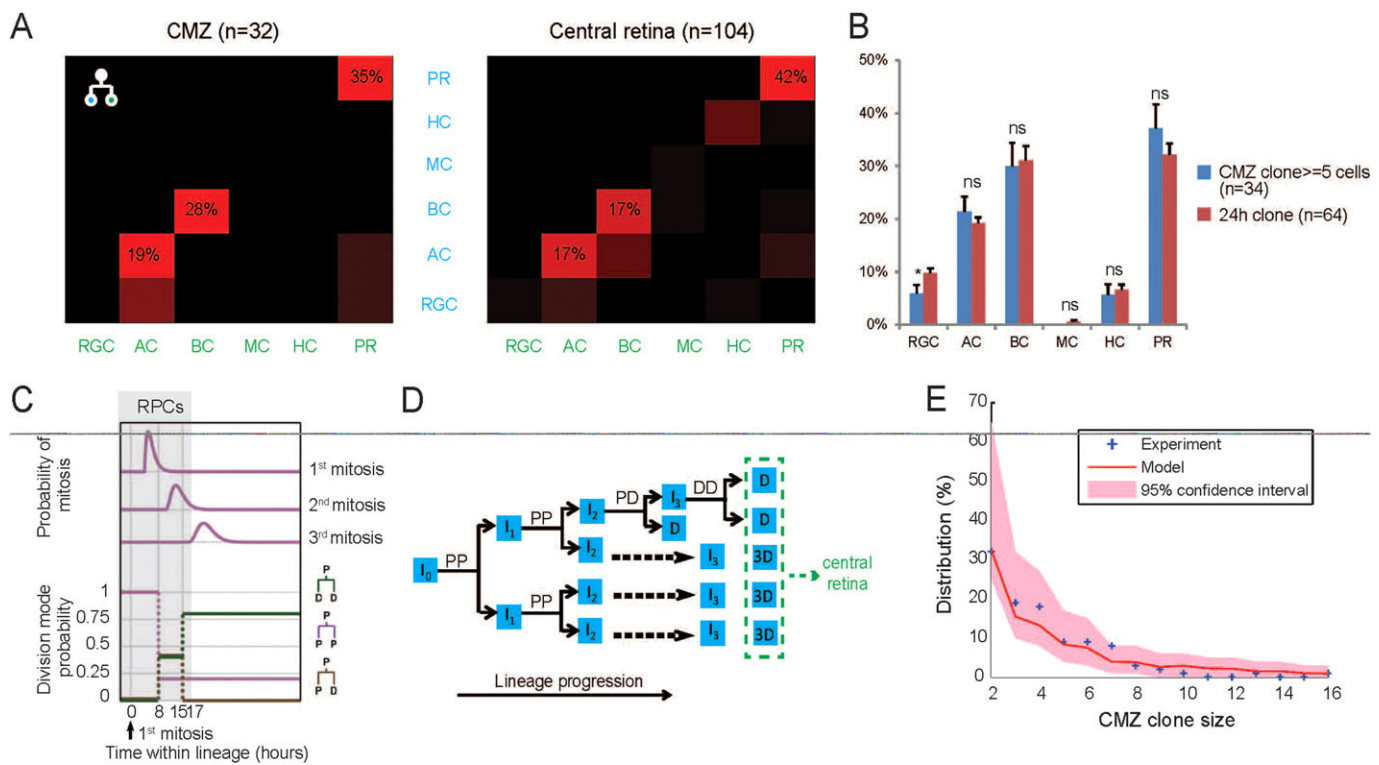 A
CMZ (n=32)
Central retina (n=104)
35%
28%
19%
PR
HC
MC
BC
AC
RGC
42%
17%
17%
RGC AC BC MC HC PR
RGC AC BC MC HC PR
B
50%
40%
30%
20%
10%
0%
*
ns
ns
ns
ns
ns
RGC AC BC MC HC PR
CMZ clone>=5 cells
(n=34)
24h clone (n=64)
C
RPCs
Probability of
mitosis
1st mitosis
2nd mitosis
3rd mitosis
Division mode
probability
1
0.75
0.5
0.25
0
P
D D
P
P P
P
P D
0 8 1517
1st mitosis
Time within lineage (hours)
D
I0
PP
I1
PP
I2
PD
I3
DD
D
D
D
I2
I3
3D
I1
PP
I2
I3
3D
I2
I3
3D
central
retina
Lineage progression
E
Distribution (%)
70
60
50
40
30
20
10
0
Experiment
Model
95% confidence interval
2 4 6 8 10 12 14 16
CMZ clone size